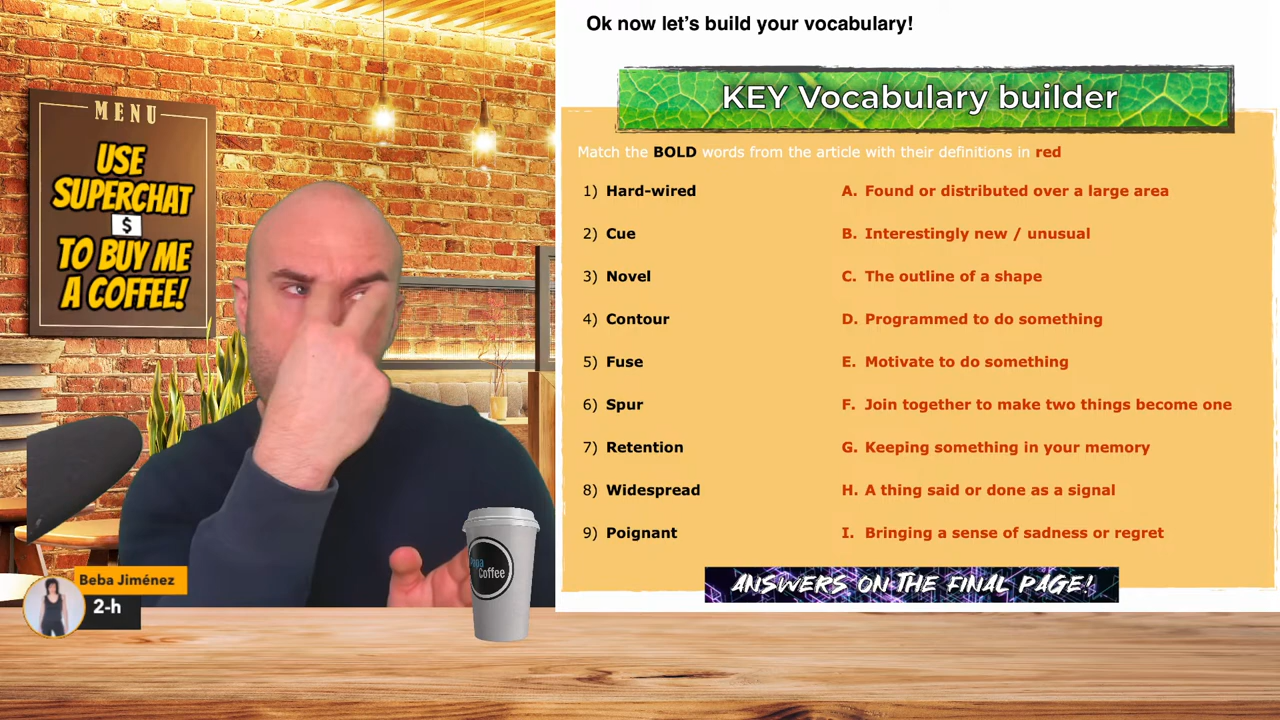 Ok now let's build your vocabulary!
KEY Vocabulary builder
Match the BOLD words from the article with their definitions in red
1) Hard-wired
A. Found or distributed over a large area
2) Cue
B. Interestingly new / unusual
3) Novel
C. The outline of a shape
4) Contour
D. Programmed to do something
5) Fuse
E. Motivate to do something
6) Spur
F. Join together to make two things become one
7) Retention
G. Keeping something in your memory
8) Widespread
H. A thing said or done as a signal
9) Poignant
I. Bringing a sense of sadness or regret
ANSWERS ON THE FINAL PAGE!
MENU
USE
SUPERCHAT
$
TO BUY ME
A COFFEE!
Coffee
Beba Jiménez
2-h